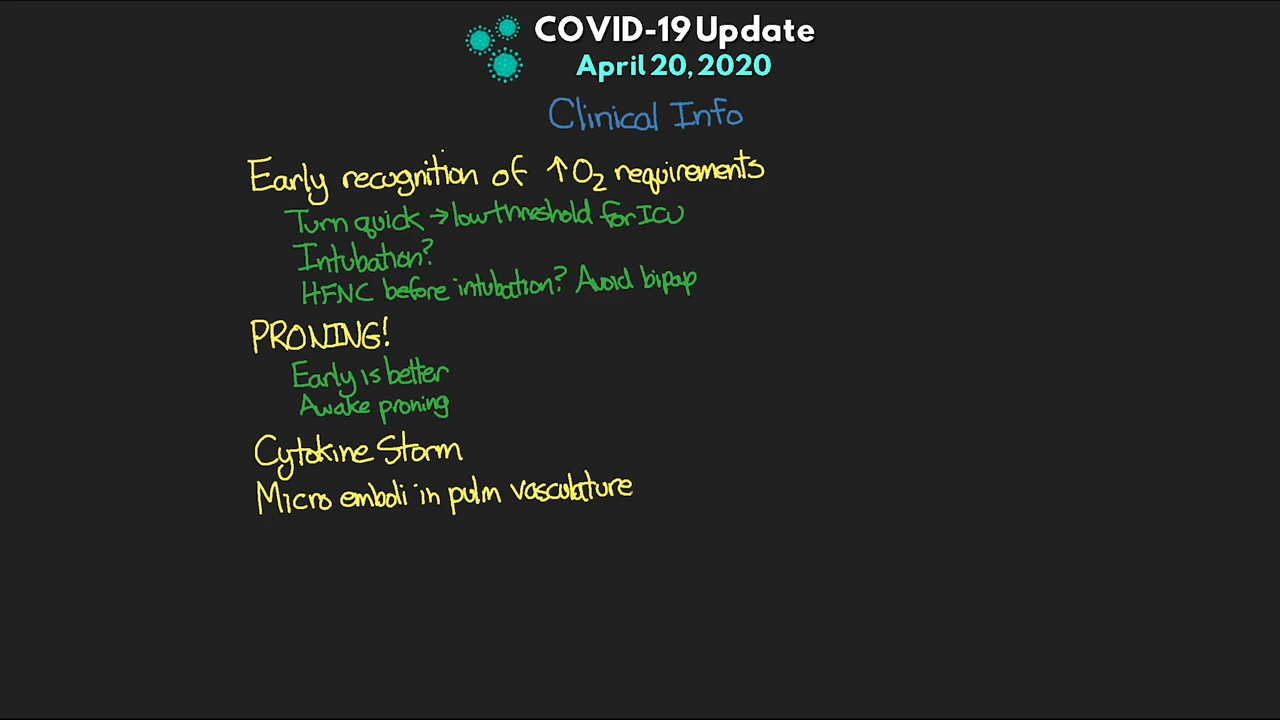 COVID-19 Update
April 20, 2020
Clinical Info
Early recognition of ↑O2 requirements
Turn quick → low threshold for ICU
Intubation?
HFNC before intubation? Avoid bipap
PRONING!
Early is better
Awake proning
Cytokine Storm
Micro emboli in pulm vasculature